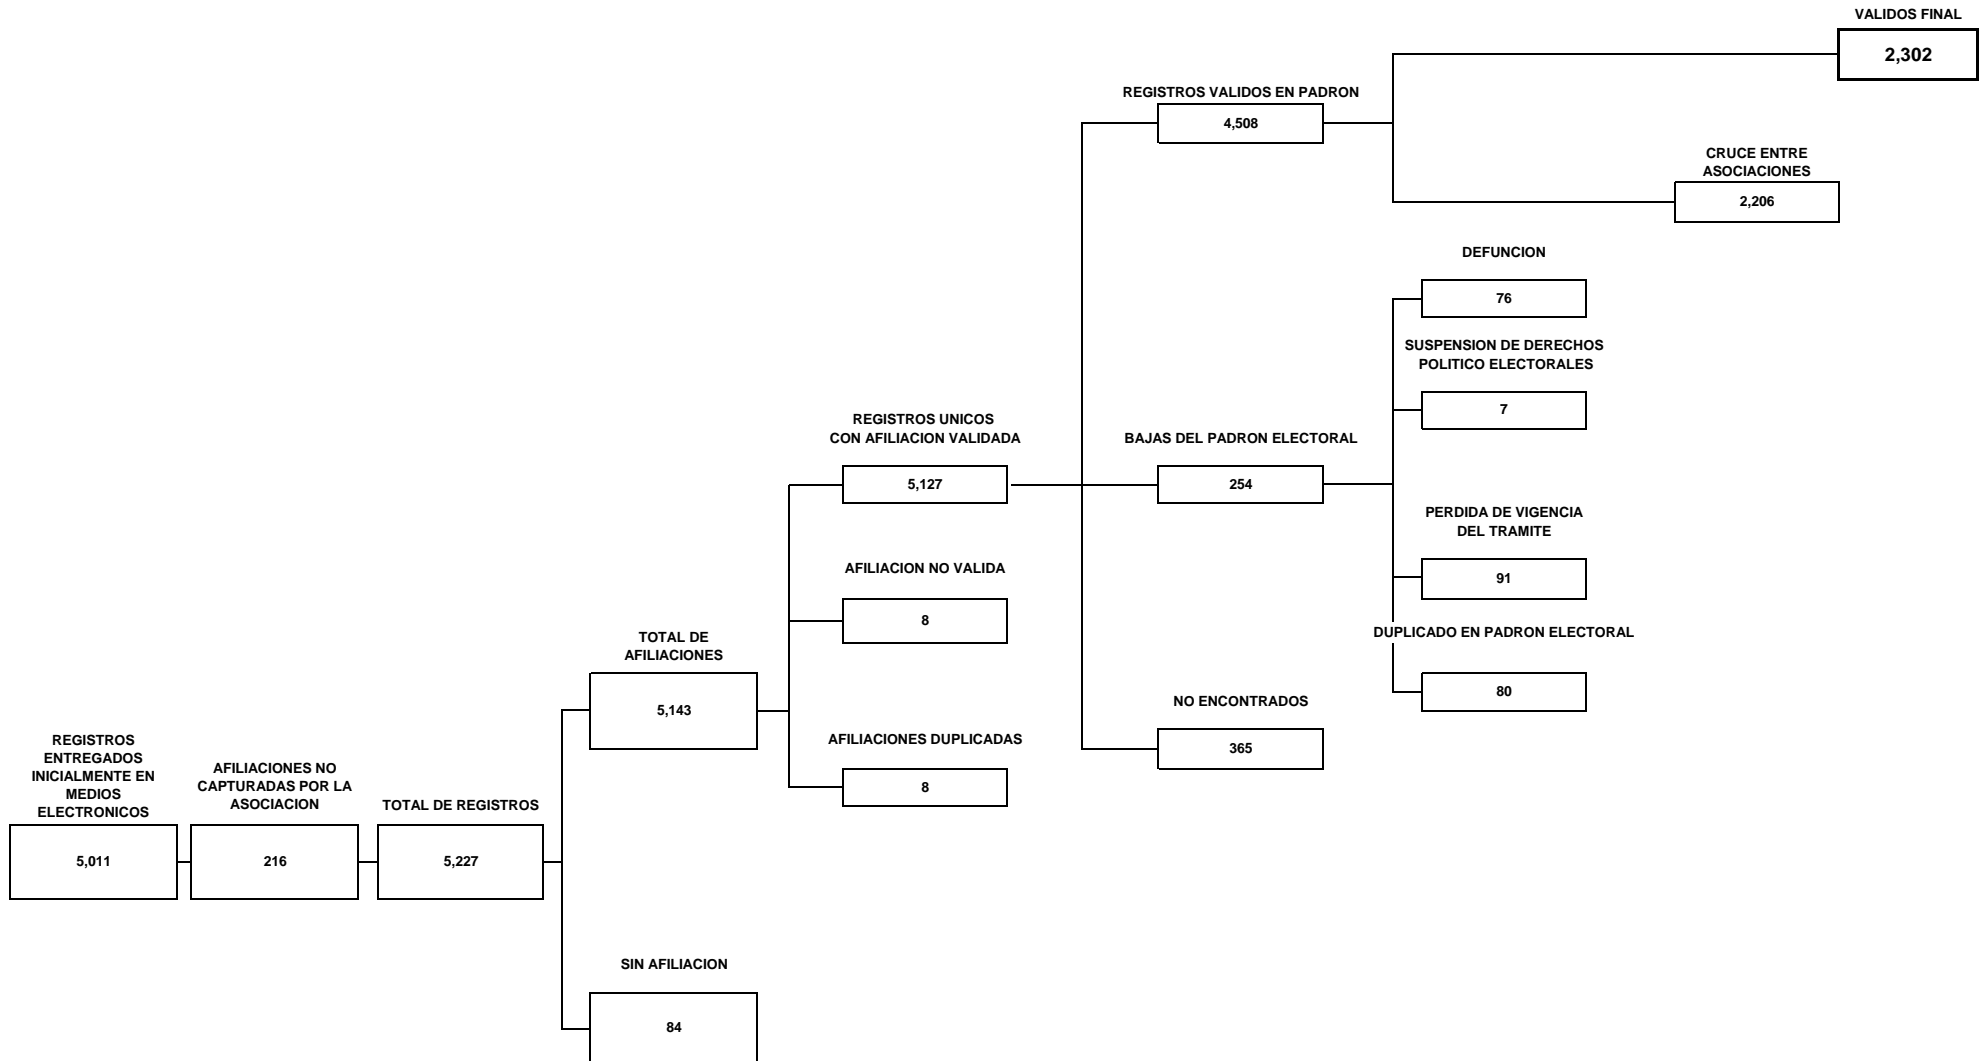 VALIDOS FINAL
2,302
REGISTROS VALIDOS EN PADRON
4,508
CRUCE ENTRE
ASOCIACIONES
2,206
DEFUNCION
76
SUSPENSION DE DERECHOS
POLITICO ELECTORALES
7
REGISTROS UNICOS
CON AFILIACION VALIDADA
5,127
BAJAS DEL PADRON ELECTORAL
254
PERDIDA DE VIGENCIA
DEL TRAMITE
91
AFILIACION NO VALIDA
8
DUPLICADO EN PADRON ELECTORAL
80
TOTAL DE
AFILIACIONES
5,143
NO ENCONTRADOS
365
AFILIACIONES DUPLICADAS
8
REGISTROS
ENTREGADOS
INICIALMENTE EN
MEDIOS
ELECTRONICOS
5,011
AFILIACIONES NO
CAPTURADAS POR LA
ASOCIACION
216
TOTAL DE REGISTROS
5,227
SIN AFILIACION
84